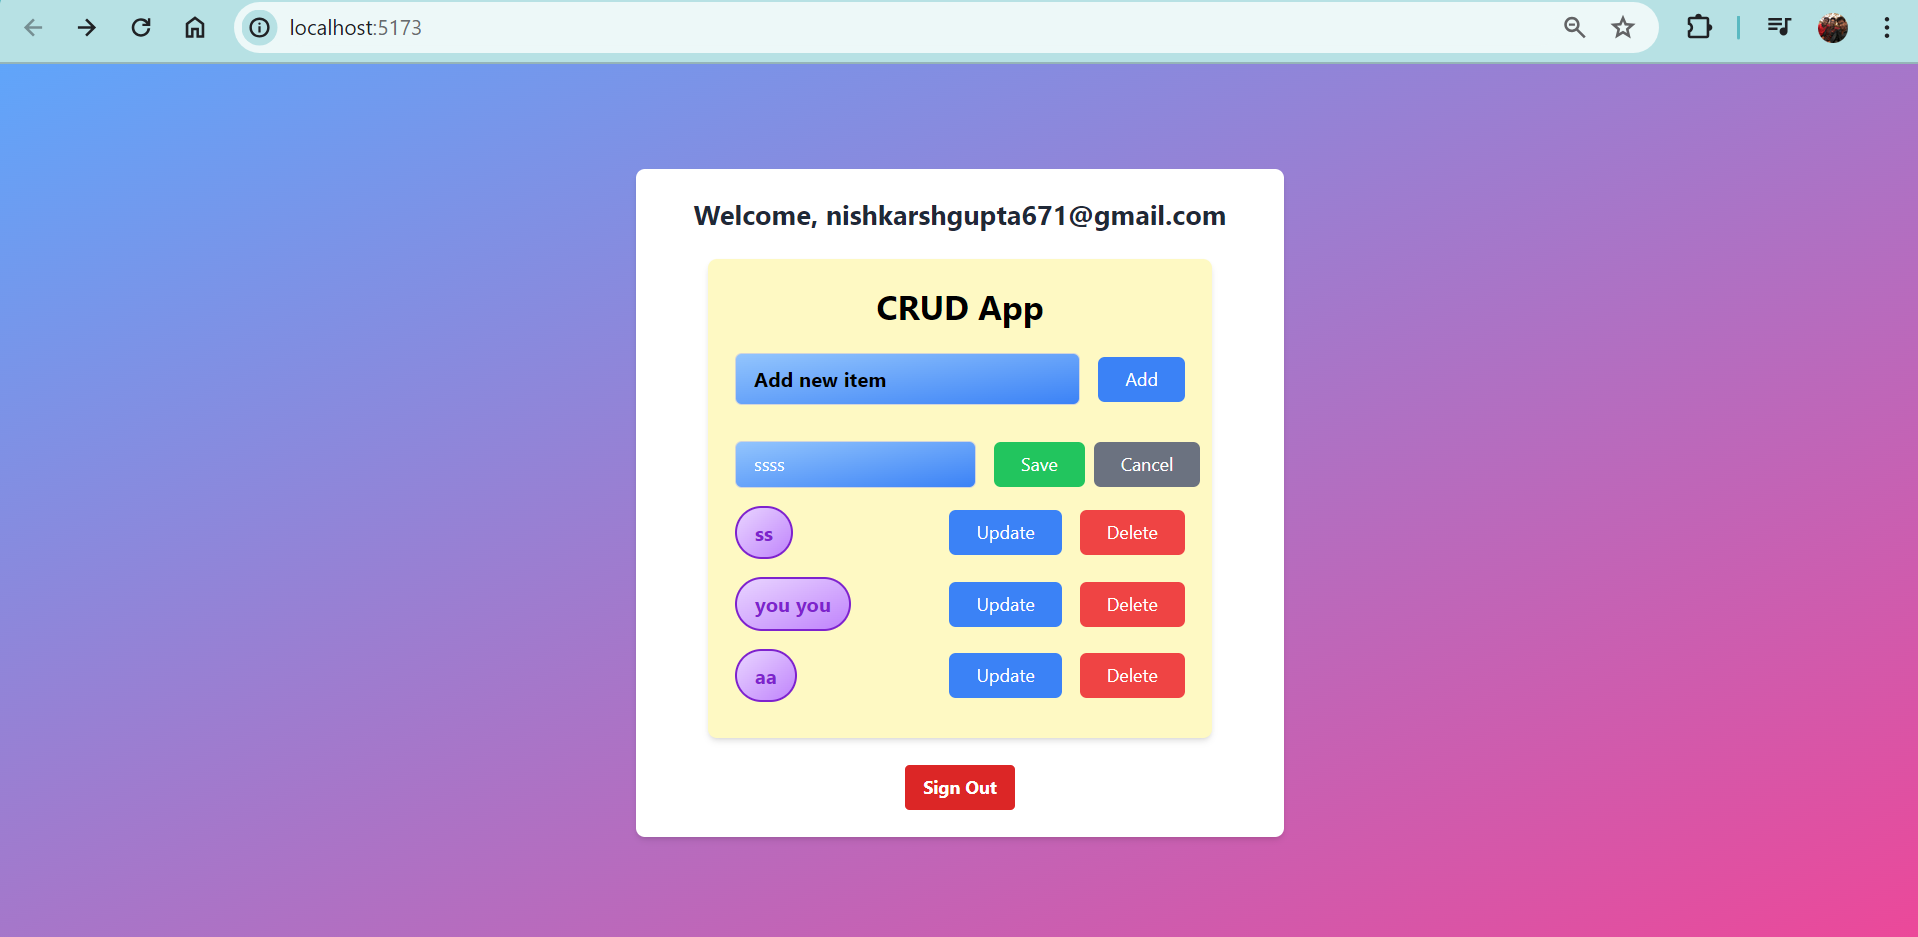 localhost:5173
Welcome, nishkarshgupta671@gmail.com
CRUD App
Add new item Add
ssss Save Cancel
ss Update Delete
you you Update Delete
aa Update Delete
Sign Out